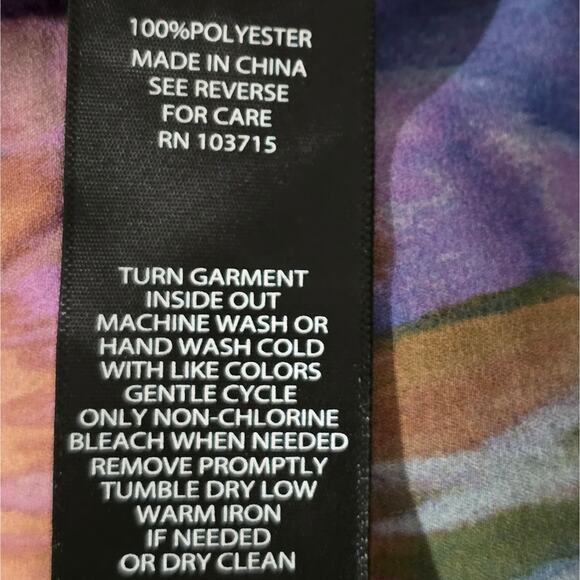 100%POLYESTER
MADE IN CHINA
SEE REVERSE
FOR CARE
RN 103715
TURN GARMENT
INSIDE OUT
MACHINE WASH OR
HAND WASH COLD
WITH LIKE COLORS
GENTLE CYCLE
ONLY NON-CHLORINE
BLEACH WHEN NEEDED
REMOVE PROMPTLY
TUMBLE DRY LOW
WARM IRON
IF NEEDED
OR DRY CLEAN